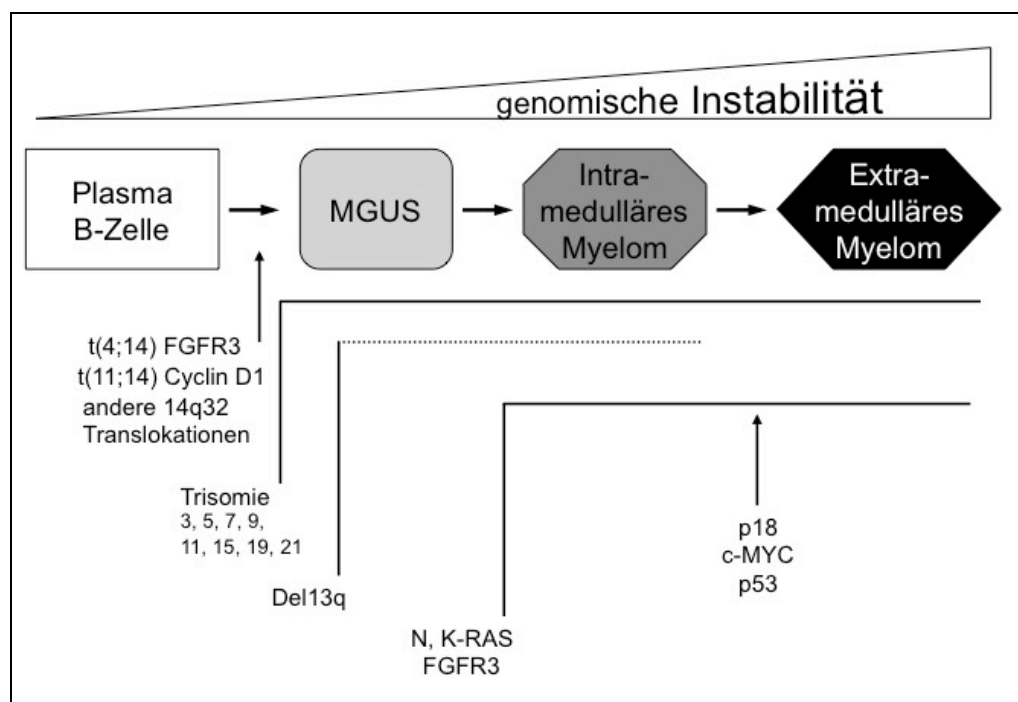 genomische Instabilität
Plasma
B-Zelle
MGUS
Intra-
medulläres
Myelom
Extra-
medulläres
Myelom
t(4;14) FGFR3
t(11;14) Cyclin D1
andere 14q32
Translokationen
Trisomie
3, 5, 7, 9,
11, 15, 19, 21
Del13q
N, K-RAS
FGFR3
p18
c-MYC
p53